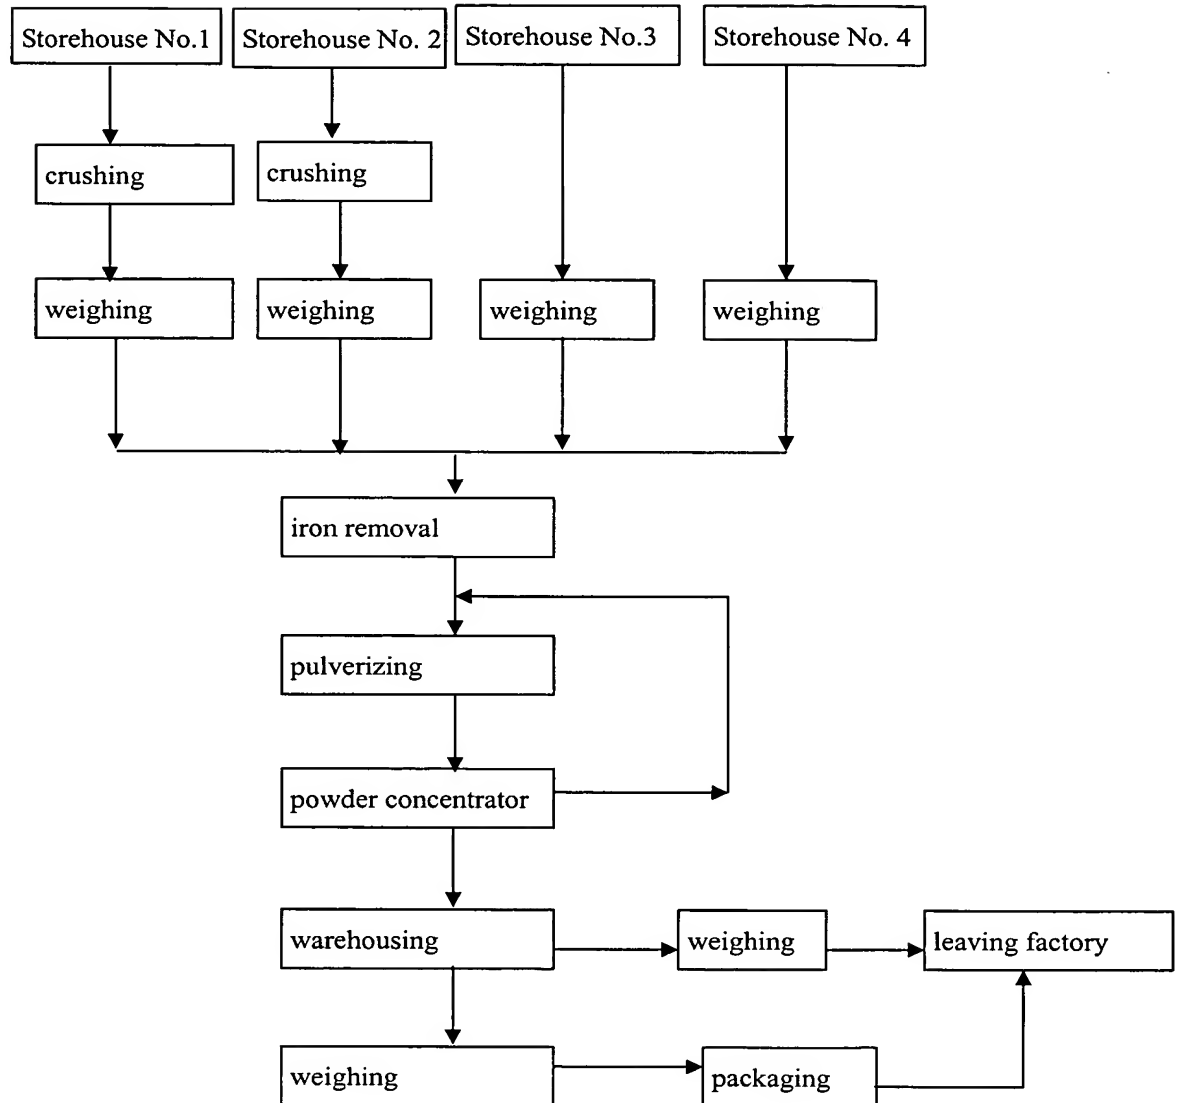 Storehouse No.1
Storehouse No. 2
Storehouse No.3
Storehouse No. 4
crushing
crushing
weighing
weighing
weighing
weighing
iron removal
pulverizing
powder concentrator
warehousing
weighing
leaving factory
weighing
packaging